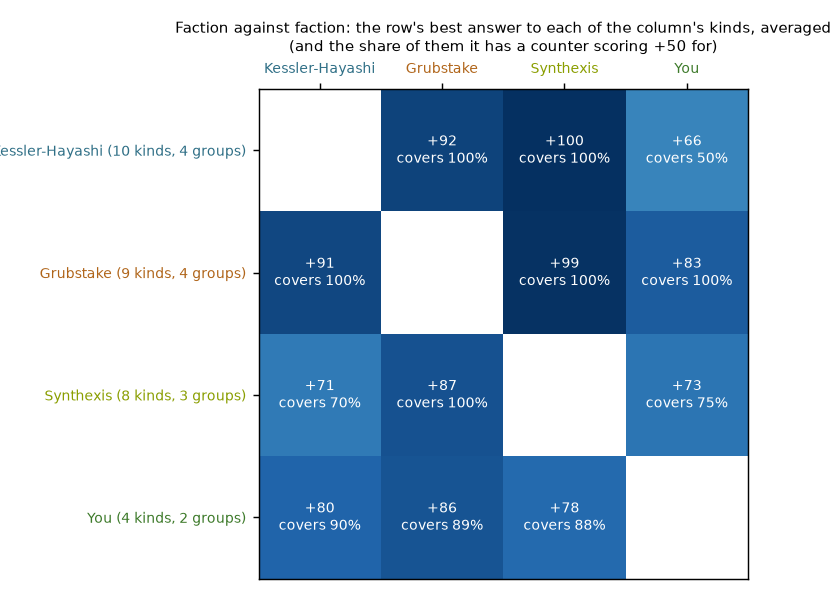 Faction against faction: the row's best answer to each of the column's kinds, averaged
(and the share of them it has a counter scoring +50 for)
Kessler-Hayashi Grubstake Synthexis You
essler-Hayashi (10 kinds, 4 groups)
+92 +100 +66
covers 100% covers 100% covers 50%
Grubstake (9 kinds, 4 groups)
+91 +99 +83
covers 100% covers 100% covers 100%
Synthexis (8 kinds, 3 groups)
+71 +87 +73
covers 70% covers 100% covers 75%
You (4 kinds, 2 groups)
+80 +86 +78
covers 90% covers 89% covers 88%